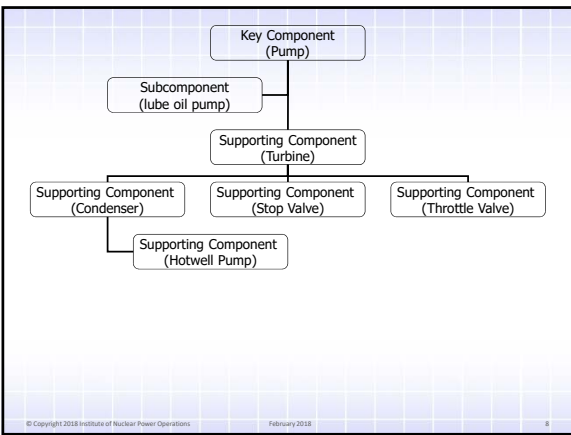 Key Component
(Pump)
Subcomponent
(lube oil pump)
Supporting Component
(Turbine)
Supporting Component
(Condenser)
Supporting Component
(Stop Valve)
Supporting Component
(Throttle Valve)
Supporting Component
(Hotwell Pump)
© Copyright 2018 Institute of Nuclear Power Operations
February 2018
8